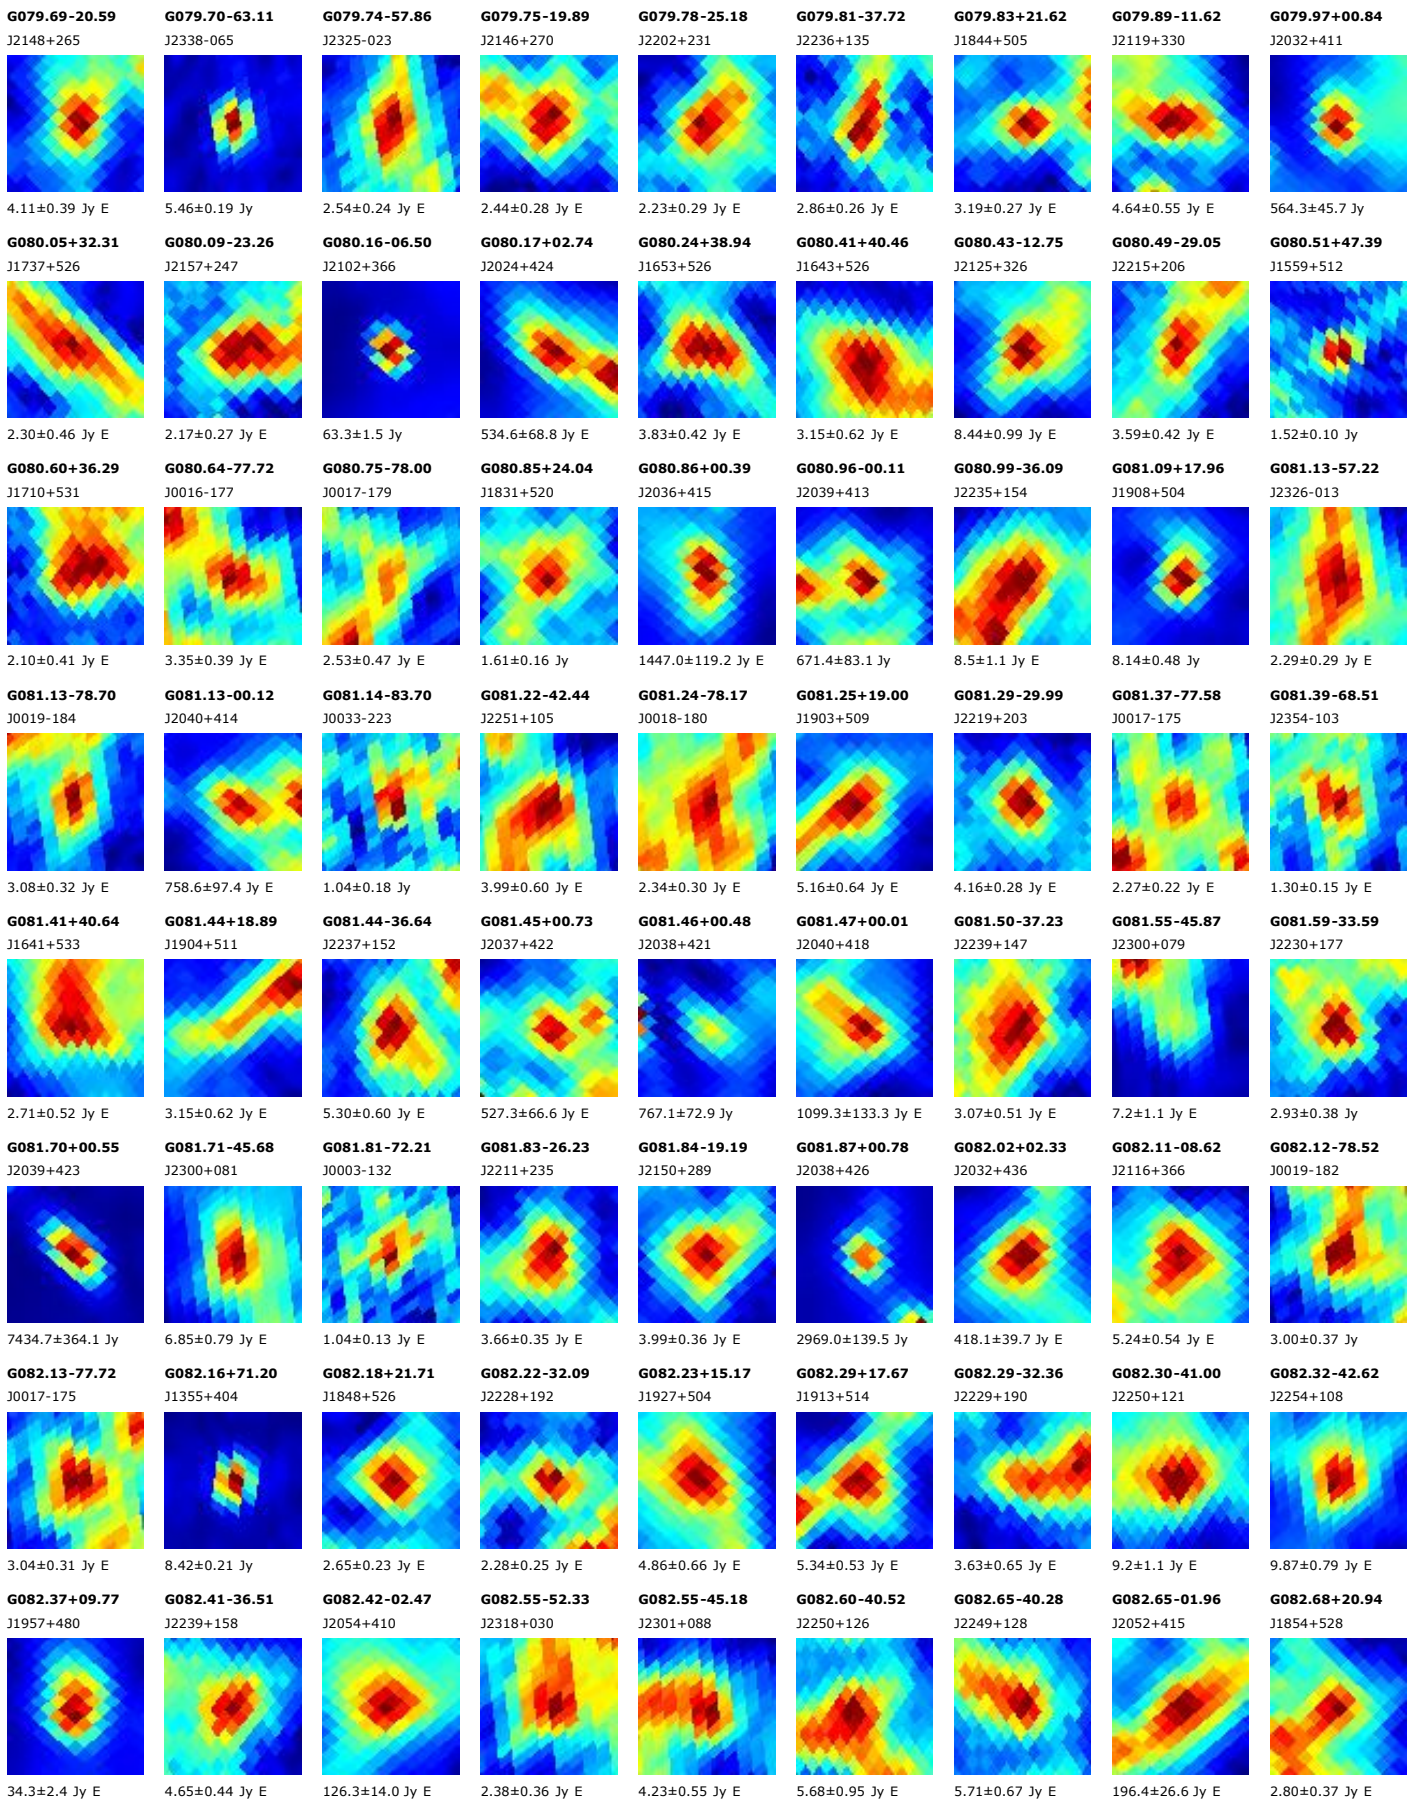 G079.69-20.59 G079.70-63.11 G079.74-57.86 G079.75-19.89 G079.78-25.18 G079.81-37.72 G079.83+21.62 G079.89-11.62 G079.97+00.84
J2148+265 J2338-065 J2325-023 J2146+270 J2202+231 J2236+135 J1844+505 J2119+330 J2032+411
4.11±0.39 Jy E 5.46±0.19 Jy 2.54±0.24 Jy E 2.44±0.28 Jy E 2.23±0.29 Jy E 2.86±0.26 Jy E 3.19±0.27 Jy E 4.64±0.55 Jy E 564.3±45.7 Jy
G080.05+32.31 G080.09-23.26 G080.16-06.50 G080.17+02.74 G080.24+38.94 G080.41+40.46 G080.43-12.75 G080.49-29.05 G080.51+47.39
J1737+526 J2157+247 J2102+366 J2024+424 J1653+526 J1643+526 J2125+326 J2215+206 J1559+512
2.30±0.46 Jy E 2.17±0.27 Jy E 63.3±1.5 Jy 534.6±68.8 Jy E 3.83±0.42 Jy E 3.15±0.62 Jy E 8.44±0.99 Jy E 3.59±0.42 Jy E 1.52±0.10 Jy
G080.60+36.29 G080.64-77.72 G080.75-78.00 G080.85+24.04 G080.86+00.39 G080.96-00.11 G080.99-36.09 G081.09+17.96 G081.13-57.22
J1710+531 J0016-177 J0017-179 J1831+520 J2036+415 J2039+413 J2235+154 J1908+504 J2326-013
2.10±0.41 Jy E 3.35±0.39 Jy E 2.53±0.47 Jy E 1.61±0.16 Jy 1447.0±119.2 Jy E 671.4±83.1 Jy 8.5±1.1 Jy E 8.14±0.48 Jy 2.29±0.29 Jy E
G081.13-78.70 G081.13-00.12 G081.14-83.70 G081.22-42.44 G081.24-78.17 G081.25+19.00 G081.29-29.99 G081.37-77.58 G081.39-68.51
J0019-184 J2040+414 J0033-223 J2251+105 J0018-180 J1903+509 J2219+203 J0017-175 J2354-103
3.08±0.32 Jy E 758.6±97.4 Jy E 1.04±0.18 Jy 3.99±0.60 Jy E 2.34±0.30 Jy E 5.16±0.64 Jy E 4.16±0.28 Jy E 2.27±0.22 Jy E 1.30±0.15 Jy E
G081.41+40.64 G081.44+18.89 G081.44-36.64 G081.45+00.73 G081.46+00.48 G081.47+00.01 G081.50-37.23 G081.55-45.87 G081.59-33.59
J1641+533 J1904+511 J2237+152 J2037+422 J2038+421 J2040+418 J2239+147 J2300+079 J2230+177
2.71±0.52 Jy E 3.15±0.62 Jy E 5.30±0.60 Jy E 527.3±66.6 Jy E 767.1±72.9 Jy 1099.3±133.3 Jy E 3.07±0.51 Jy E 7.2±1.1 Jy E 2.93±0.38 Jy
G081.70+00.55 G081.71-45.68 G081.81-72.21 G081.83-26.23 G081.84-19.19 G081.87+00.78 G082.02+02.33 G082.11-08.62 G082.12-78.52
J2039+423 J2300+081 J0003-132 J2211+235 J2150+289 J2038+426 J2032+436 J2116+366 J0019-182
7434.7±364.1 Jy 6.85±0.79 Jy E 1.04±0.13 Jy E 3.66±0.35 Jy E 3.99±0.36 Jy E 2969.0±139.5 Jy 418.1±39.7 Jy E 5.24±0.54 Jy E 3.00±0.37 Jy
G082.13-77.72 G082.16+71.20 G082.18+21.71 G082.22-32.09 G082.23+15.17 G082.29+17.67 G082.29-32.36 G082.30-41.00 G082.32-42.62
J0017-175 J1355+404 J1848+526 J2228+192 J1927+504 J1913+514 J2229+190 J2250+121 J2254+108
3.04±0.31 Jy E 8.42±0.21 Jy 2.65±0.23 Jy E 2.28±0.25 Jy E 4.86±0.66 Jy E 5.34±0.53 Jy E 3.63±0.65 Jy E 9.2±1.1 Jy E 9.87±0.79 Jy E
G082.37+09.77 G082.41-36.51 G082.42-02.47 G082.55-52.33 G082.55-45.18 G082.60-40.52 G082.65-40.28 G082.65-01.96 G082.68+20.94
J1957+480 J2239+158 J2054+410 J2318+030 J2301+088 J2250+126 J2249+128 J2052+415 J1854+528
34.3±2.4 Jy E 4.65±0.44 Jy E 126.3±14.0 Jy E 2.38±0.36 Jy E 4.23±0.55 Jy E 5.68±0.95 Jy E 5.71±0.67 Jy E 196.4±26.6 Jy E 2.80±0.37 Jy E